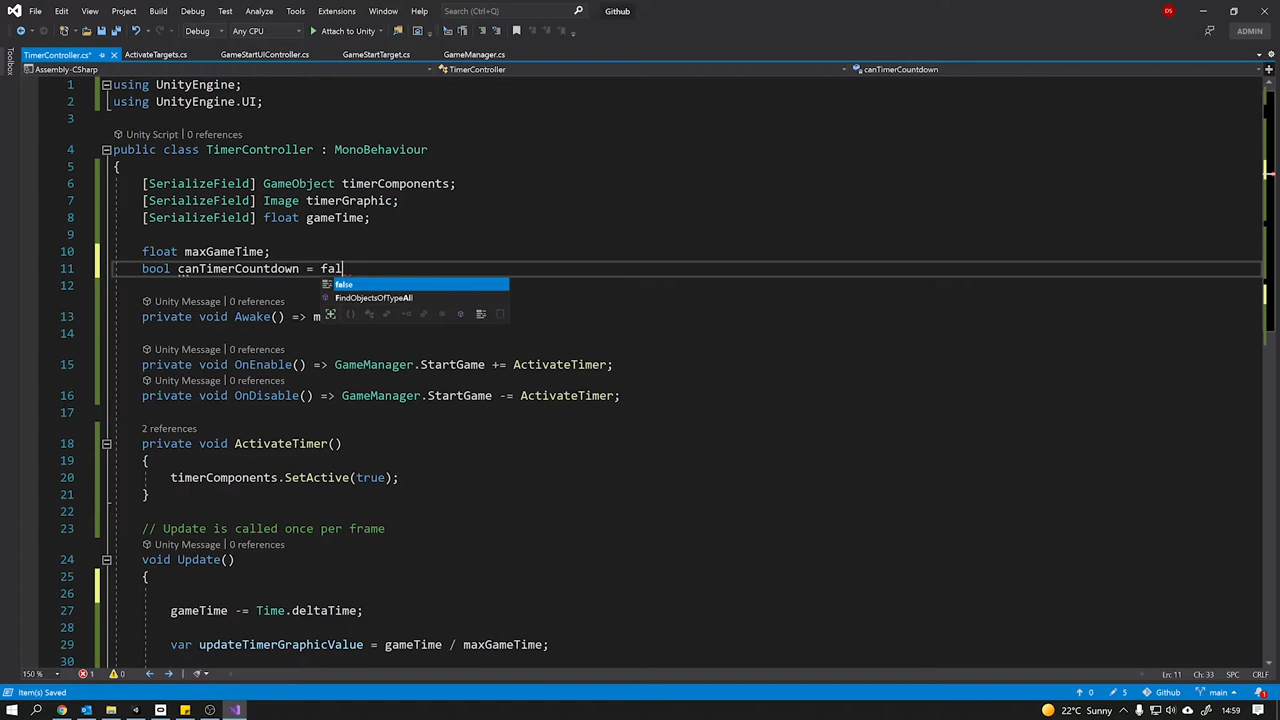 File Edit View Git Project Build Debug Test Analyze Tools Extensions Window Help Search (Ctrl+Q) Github DS
Debug Any CPU Attach to Unity ADMIN
TimerController.cs* ActivateTargets.cs GameStartUIController.cs GameStartTarget.cs GameManager.cs
Toolbox
Assembly-CSharp TimerController canTimerCountdown
1 using UnityEngine;
2 using UnityEngine.UI;
3
Unity Script | 0 references
4 public class TimerController : MonoBehaviour
5 {
6 [SerializeField] GameObject timerComponents;
7 [SerializeField] Image timerGraphic;
8 [SerializeField] float gameTime;
9
10 float maxGameTime;
11 bool canTimerCountdown = fal
false
12
FindObjectsOfTypeAll
Unity Message | 0 references
13 private void Awake() => m
14
Unity Message | 0 references
15 private void OnEnable() => GameManager.StartGame += ActivateTimer;
Unity Message | 0 references
16 private void OnDisable() => GameManager.StartGame -= ActivateTimer;
17
2 references
18 private void ActivateTimer()
19 {
20 timerComponents.SetActive(true);
21 }
22
23 // Update is called once per frame
Unity Message | 0 references
24 void Update()
25 {
26
27 gameTime -= Time.deltaTime;
28
29 var updateTimerGraphicValue = gameTime / maxGameTime;
30
150 % 1 0 Ln: 11 Ch: 33 SPC CRLF
Item(s) Saved 0 5 Github main 1
22°C Sunny 14:59